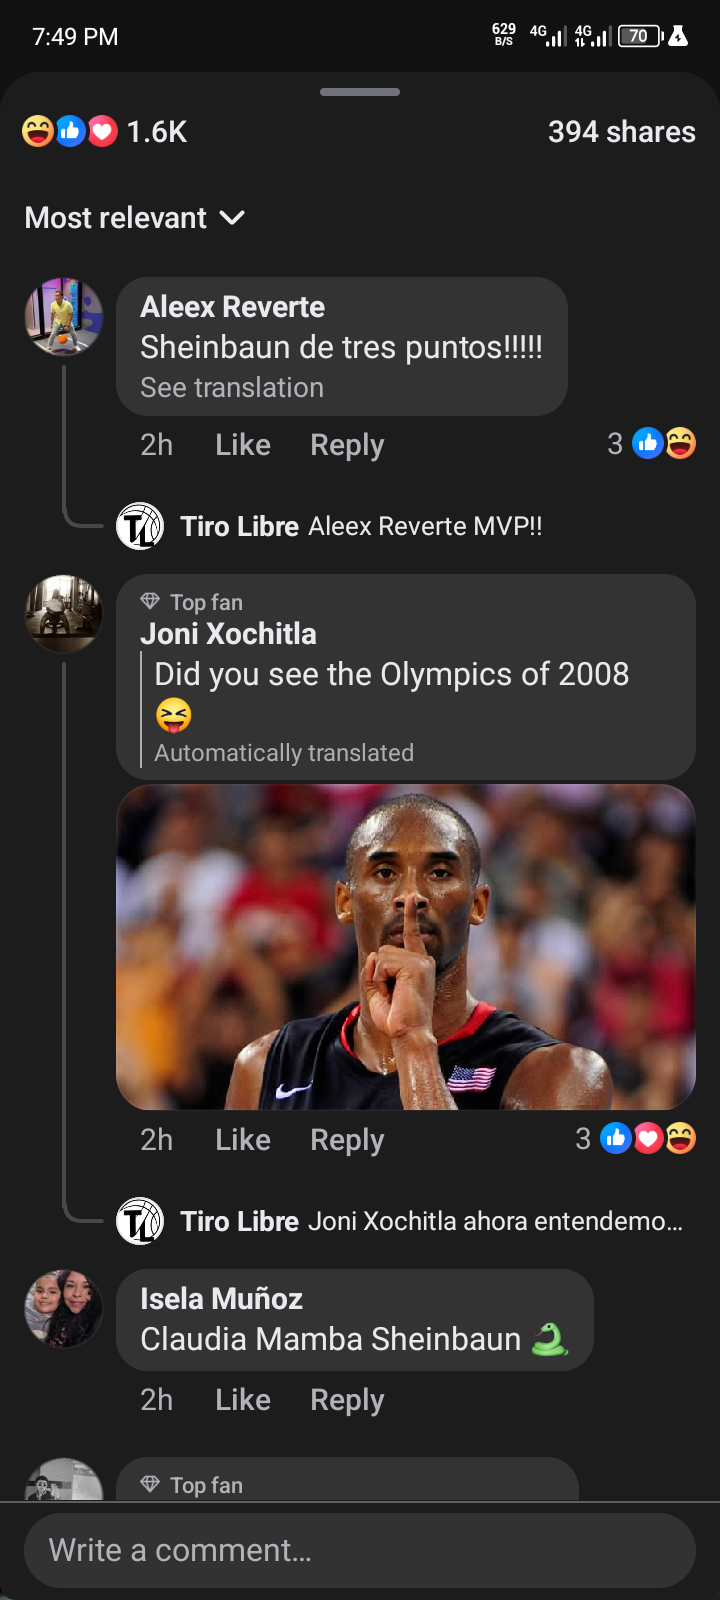 7:49 PM
629 B/S 4G 4G 70
1.6K
394 shares
Most relevant
Aleex Reverte
Sheinbaun de tres puntos!!!!!
See translation
2h Like Reply 3
TL Tiro Libre Aleex Reverte MVP!!
Top fan
Joni Xochitla
Did you see the Olympics of 2008
😝
Automatically translated
2h Like Reply 3
TL Tiro Libre Joni Xochitla ahora entendemo...
Isela Muñoz
Claudia Mamba Sheinbaun 🐍
2h Like Reply
Top fan
Write a comment...